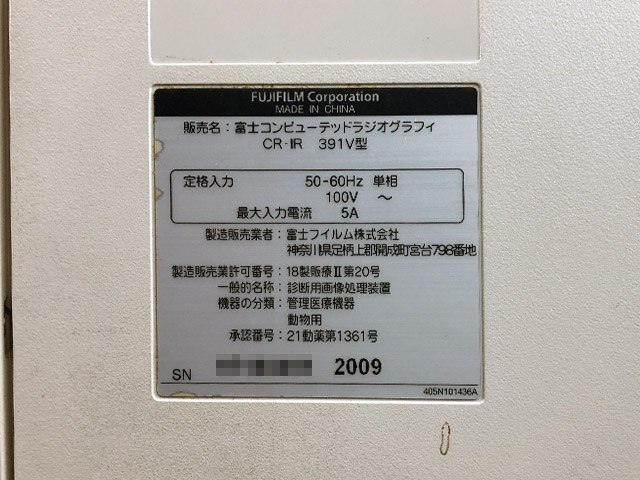 FUJIFILM Corporation
MADE IN CHINA
販売名：富士コンピューテッドラジオグラフィ
CR-IR 391V型
定格入力 50-60Hz 単相
100V ～
最大入力電流 5A
製造販売業者：富士フイルム株式会社
神奈川県足柄上郡開成町宮台798番地
製造販売業許可番号：18製販療Ⅱ第20号
一般的名称：診断用画像処理装置
機器の分類：管理医療機器
動物用
承認番号：21動薬第1361号
SN 2009
405N101436A